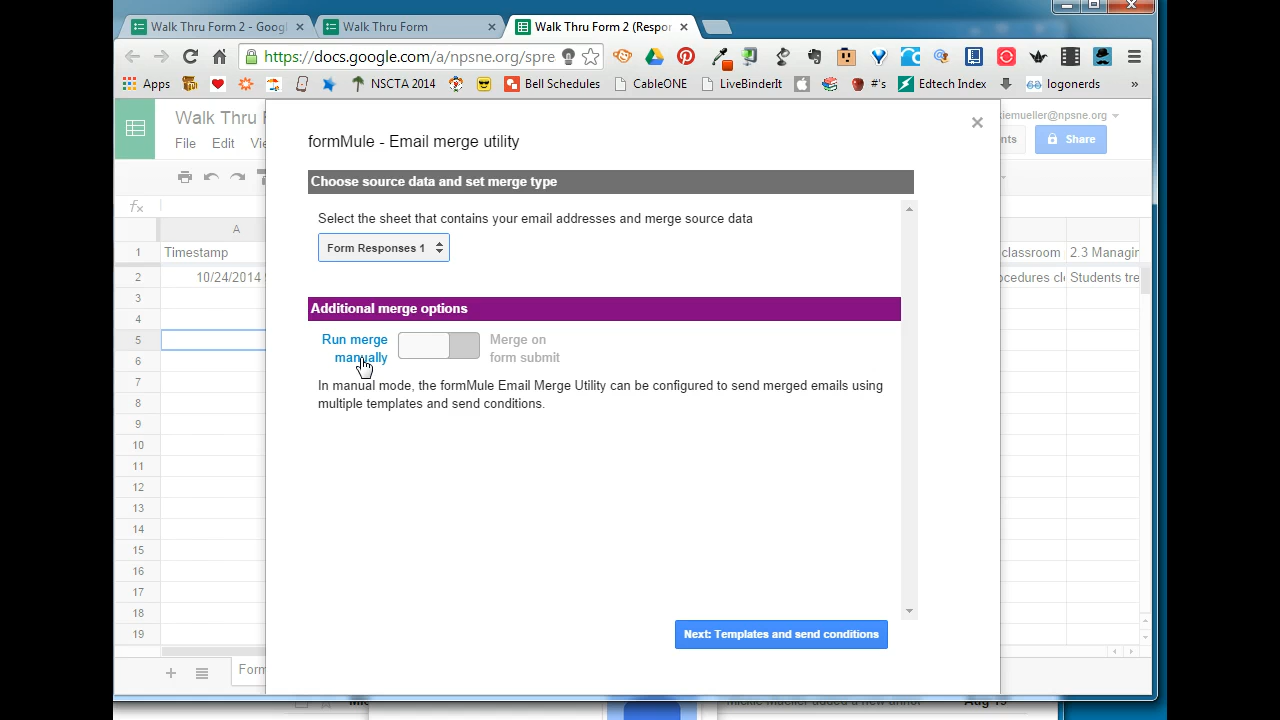 Walk Thru Form 2 - Googl
Walk Thru Form
Walk Thru Form 2 (Respor
https://docs.google.com/a/npsne.org/spre
Apps
NSCTA 2014
Bell Schedules
CableONE
LiveBinderIt
#'s
Edtech Index
logonerds
»
Walk Thru F
kiemueller@npsne.org
File
Edit
Vie
nts
Share
formMule - Email merge utility
Choose source data and set merge type
fx
Select the sheet that contains your email addresses and merge source data
A
Form Responses 1
1
Timestamp
classroom
2.3 Managin
2
10/24/2014
ocedures cl
Students tre
3
Additional merge options
4
Run merge
manually
Merge on
form submit
5
6
In manual mode, the formMule Email Merge Utility can be configured to send merged emails using
multiple templates and send conditions.
7
8
9
10
11
12
13
14
15
16
17
18
19
Next: Templates and send conditions
Form
Mickie Mueller added a new annot
Aug 19